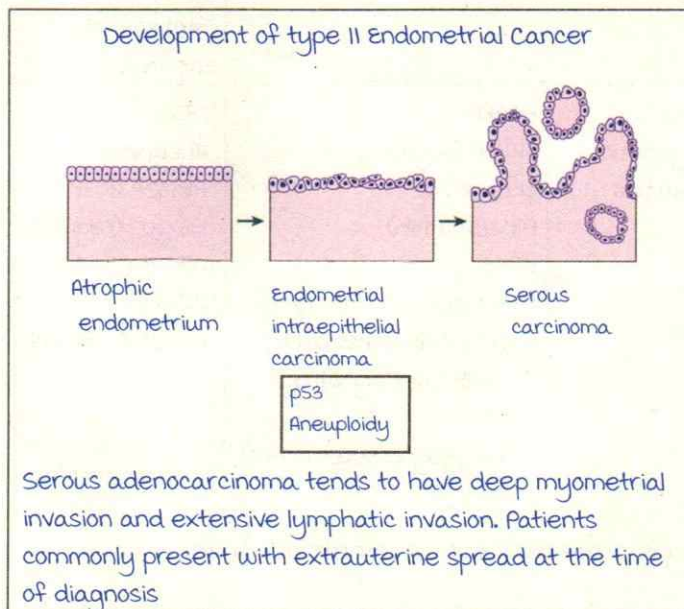 Development of type II Endometrial Cancer
Atrophic
endometrium
Endometrial
intraepithelial
carcinoma
Serous
carcinoma
p53
Aneuploidy
Serous adenocarcinoma tends to have deep myometrial
invasion and extensive lymphatic invasion. Patients
commonly present with extrauterine spread at the time
of diagnosis